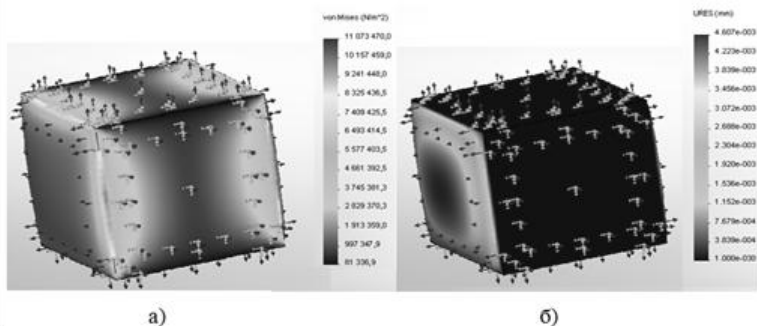 von Mises (N/m^2)
11 073 470,0
10 157 459,0
9 241 448,0
8 325 436,5
7 409 425,5
6 493 414,5
5 577 403,5
4 661 392,5
3 745 381,3
2 829 370,3
1 913 359,0
997 347,9
81 336,9
URES (mm)
4.607e-003
4.223e-003
3.839e-003
3.456e-003
3.072e-003
2.688e-003
2.304e-003
1.920e-003
1.536e-003
1.152e-003
7.679e-004
3.839e-004
1.000e-030
а)
б)